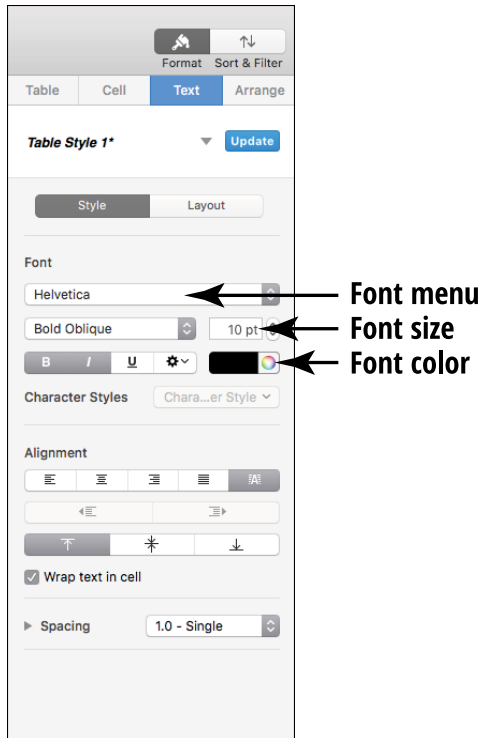 Format Sort & Filter
Table Cell Text Arrange
Table Style 1* Update
Style Layout
Font
Helvetica Font menu
Bold Oblique 10 pt Font size
B I U Font color
Character Styles Chara...er Style
Alignment
A
Wrap text in cell
Spacing 1.0 - Single